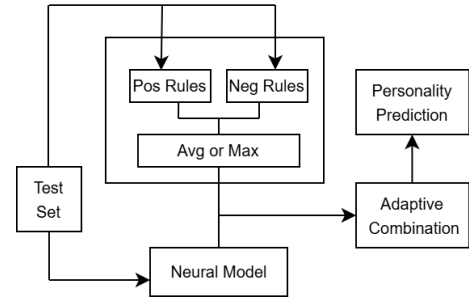 Pos Rules
Neg Rules
Avg or Max
Personality
Prediction
Test
Set
Adaptive
Combination
Neural Model